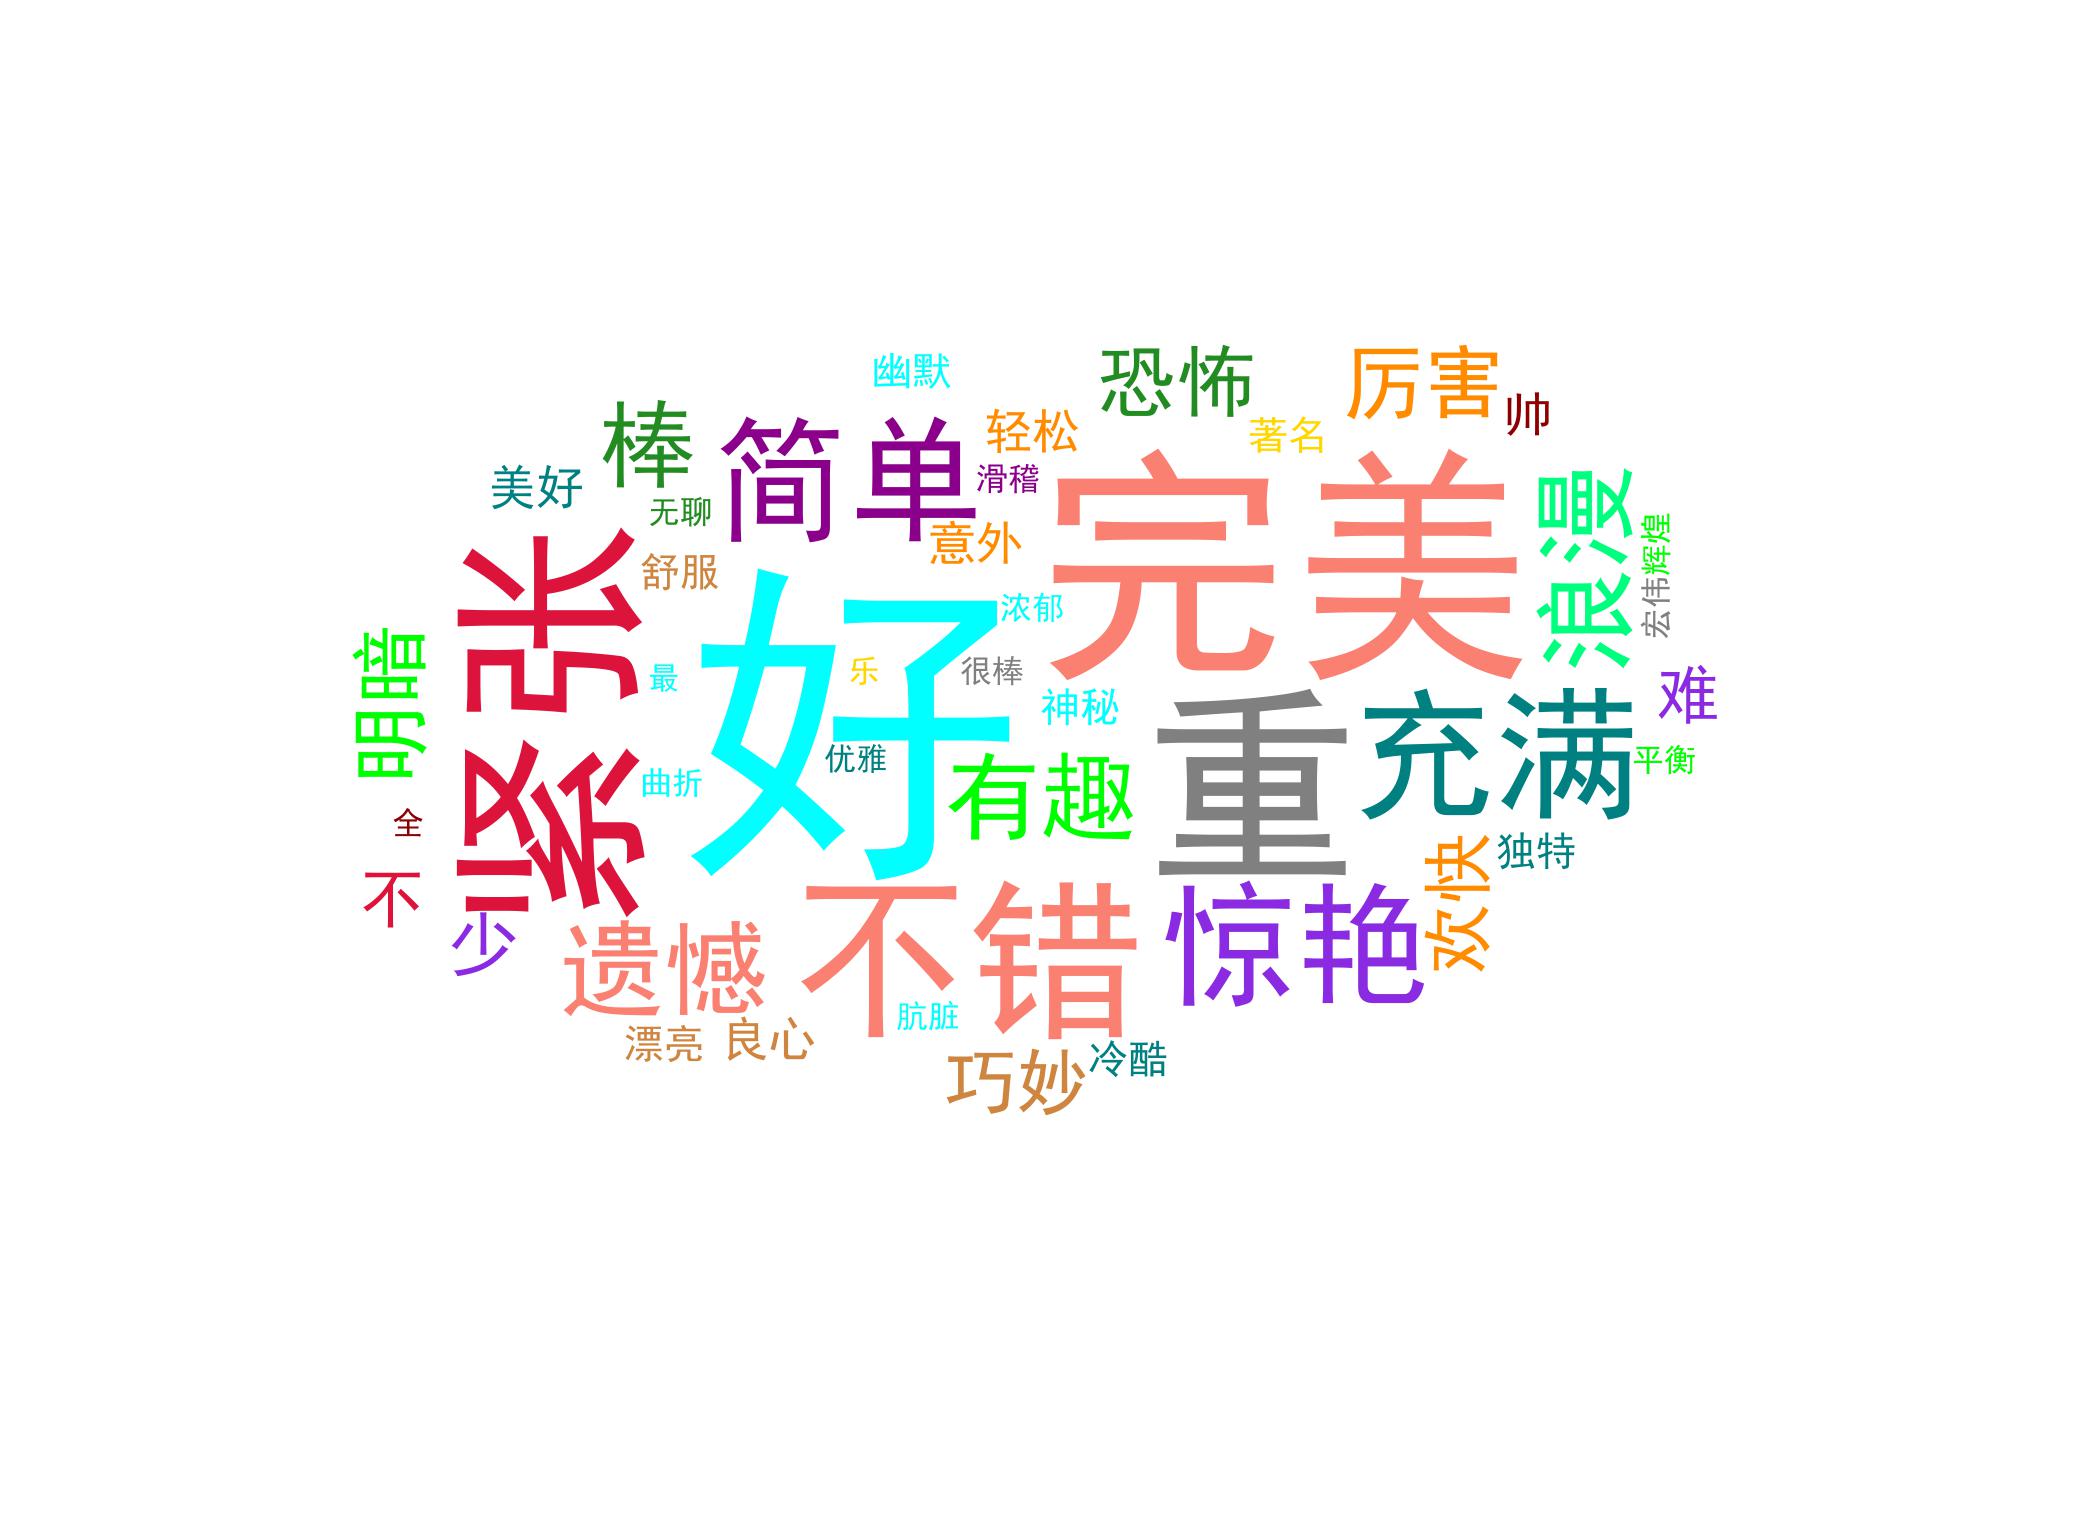 幽默
恐怖
厉害
帅
棒
简单
轻松
著名
美好
无聊
滑稽
意外
完美
浪漫
辉煌
宏伟
舒服
紧张
好
浓郁
明暗
最
乐
很棒
神秘
重
充满
难
优雅
曲折
有趣
平衡
全
不
少
遗憾
不错
惊艳
欢快
独特
肮脏
漂亮
良心
巧妙
冷酷